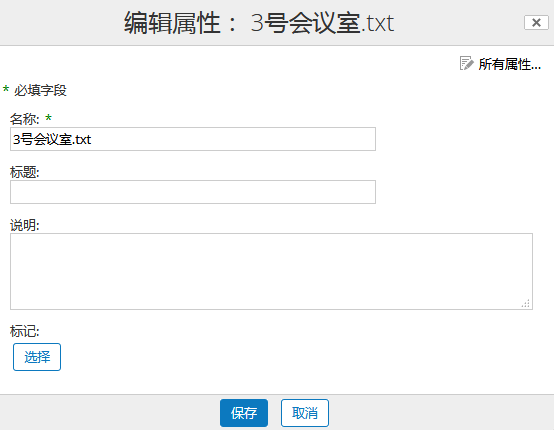 编辑属性： 3号会议室.txt
所有属性...
* 必填字段
名称: *
3号会议室.txt
标题:
说明:
标记:
选择
保存 取消